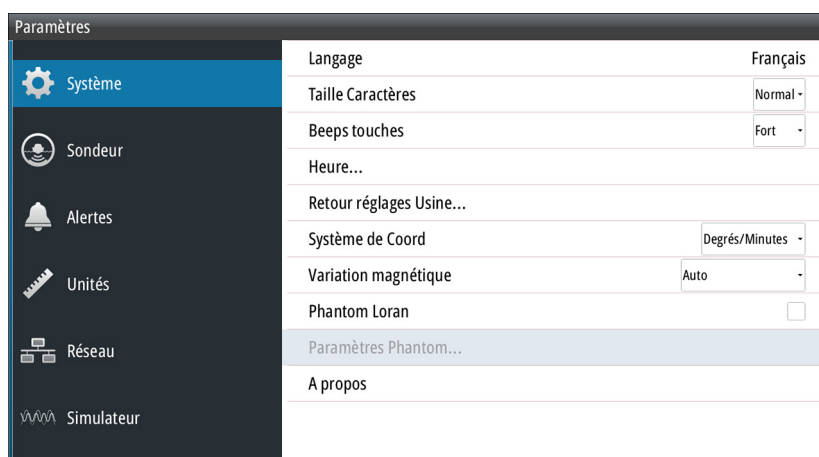 Paramètres
Système
Sondeur
Alertes
Unités
Réseau
Simulateur
Langage Français
Taille Caractères Normal
Beeps touches Fort
Heure...
Retour réglages Usine...
Système de Coord Degrés/Minutes
Variation magnétique Auto
Phantom Loran
Paramètres Phantom...
A propos